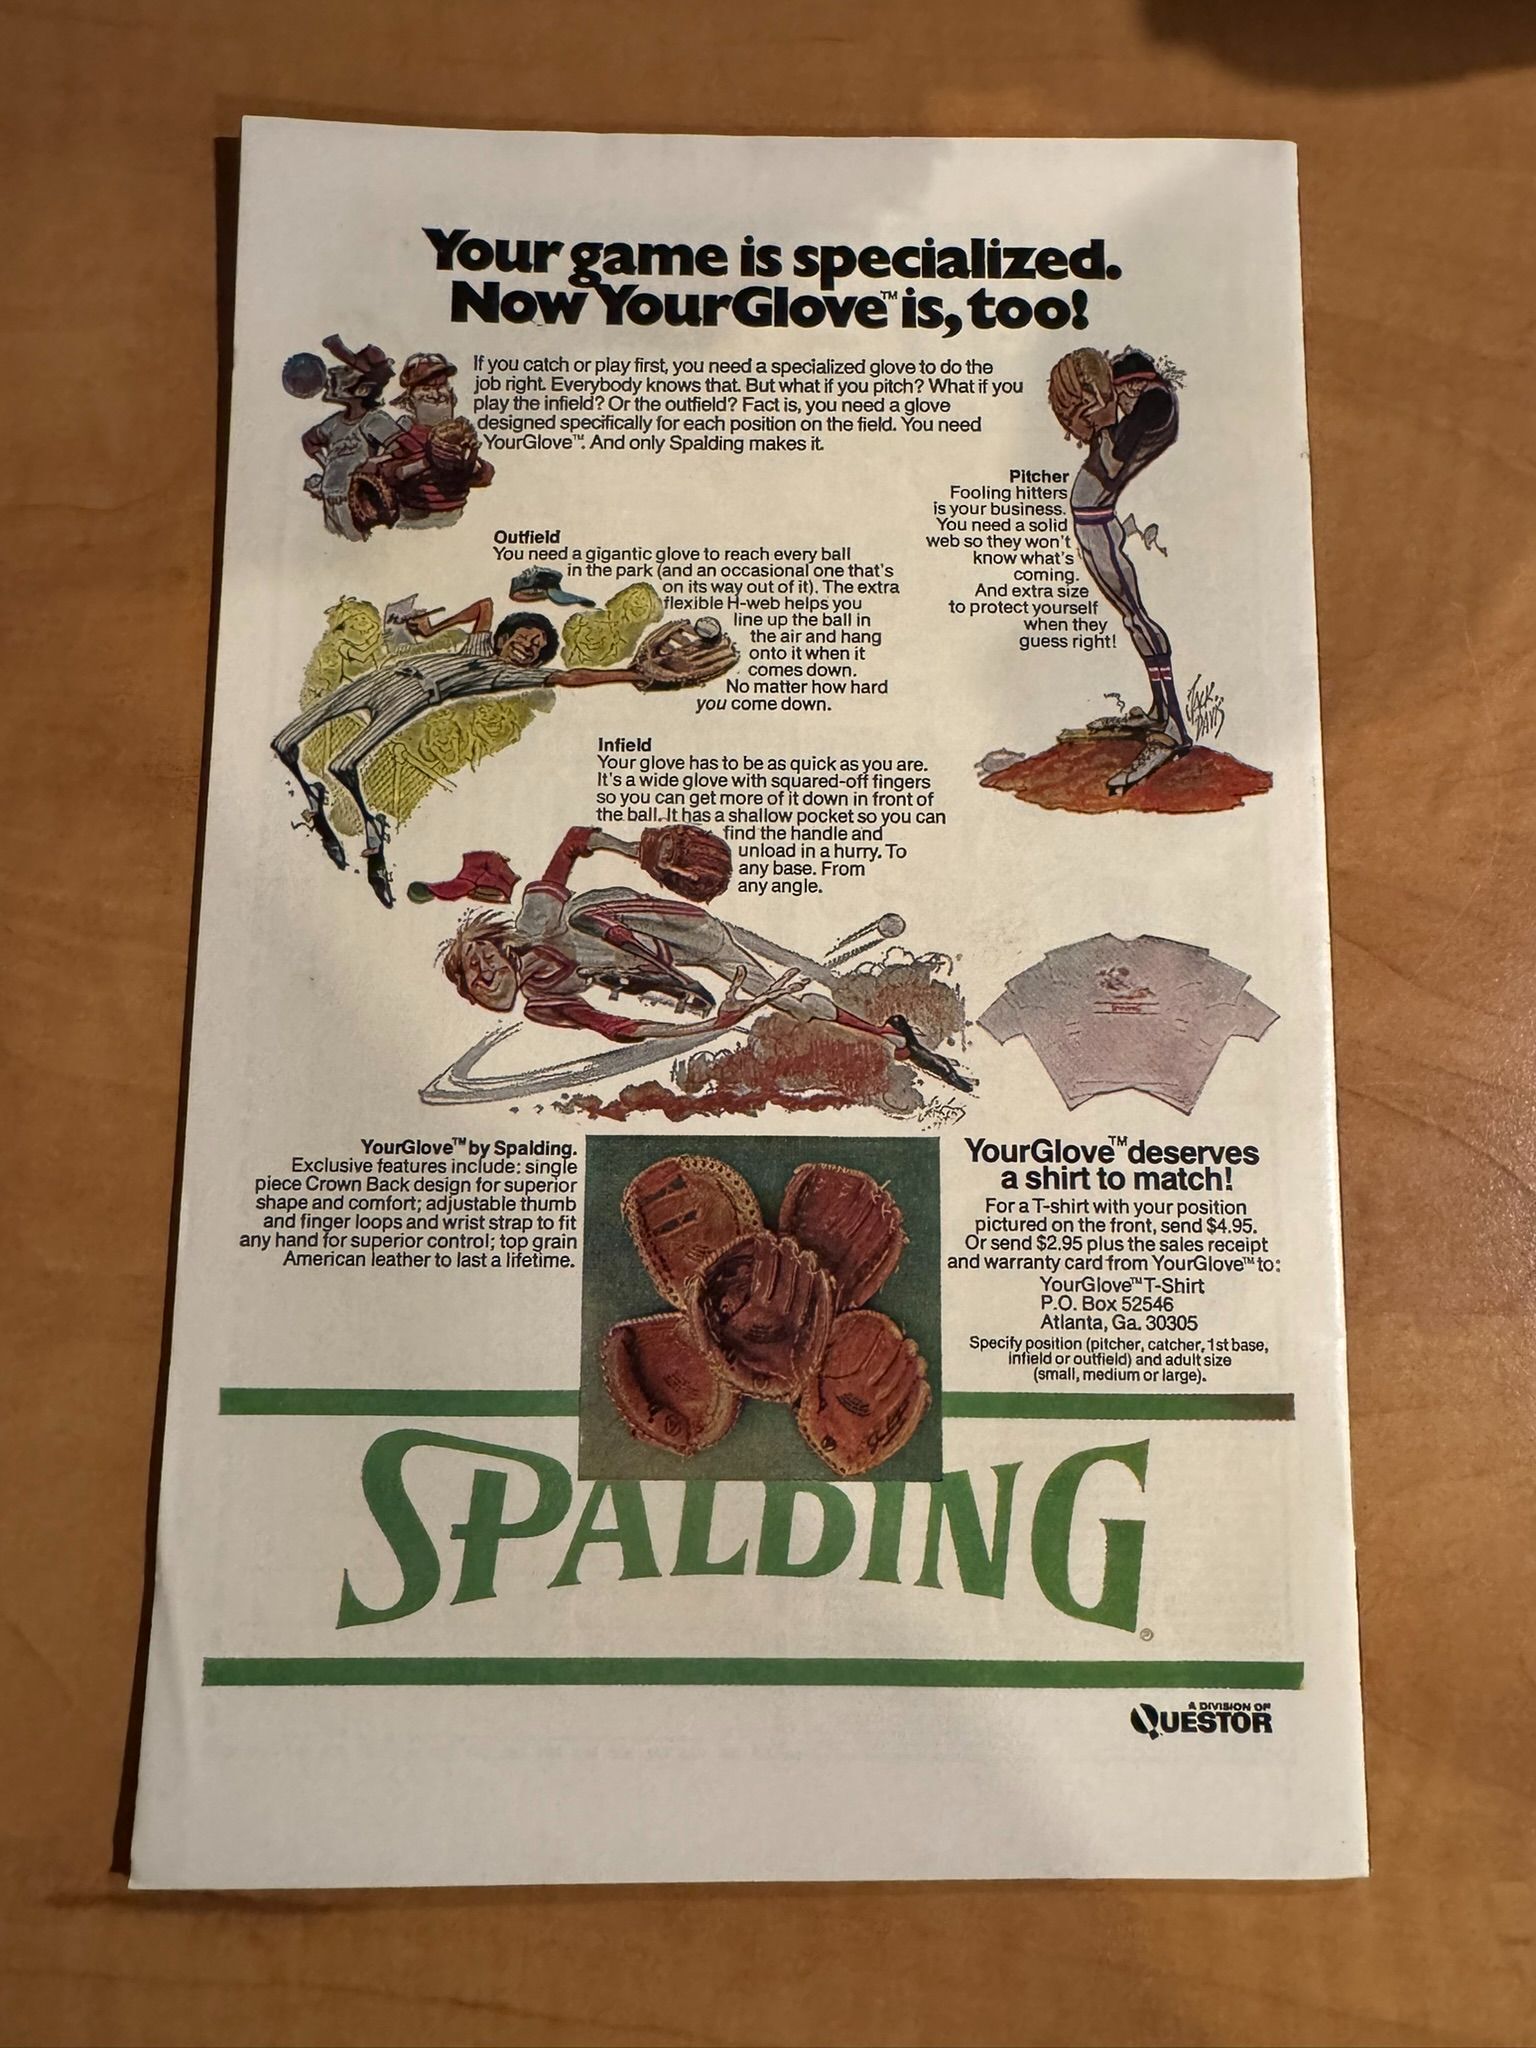 Your game is specialized.
Now YourGlove™ is, too!
If you catch or play first, you need a specialized glove to do the
job right. Everybody knows that. But what if you pitch? What if you
play the infield? Or the outfield? Fact is, you need a glove
designed specifically for each position on the field. You need
YourGlove™. And only Spalding makes it.
Pitcher
Fooling hitters
is your business.
You need a solid
web so they won't
know what's
coming.
And extra size
to protect yourself
when they
guess right!
JACK DAVIS
Outfield
You need a gigantic glove to reach every ball
in the park (and an occasional one that's
on its way out of it). The extra
flexible H-web helps you
line up the ball in
the air and hang
onto it when it
comes down.
No matter how hard
you come down.
Infield
Your glove has to be as quick as you are.
It's a wide glove with squared-off fingers
so you can get more of it down in front of
the ball. It has a shallow pocket so you can
find the handle and
unload in a hurry. To
any base. From
any angle.
YourGlove™ by Spalding.
Exclusive features include: single
piece Crown Back design for superior
shape and comfort; adjustable thumb
and finger loops and wrist strap to fit
any hand for superior control; top grain
American leather to last a lifetime.
YourGlove™ deserves
a shirt to match!
For a T-shirt with your position
pictured on the front, send $4.95.
Or send $2.95 plus the sales receipt
and warranty card from YourGlove™ to:
YourGlove™ T-Shirt
P.O. Box 52546
Atlanta, Ga. 30305
Specify position (pitcher, catcher, 1st base,
infield or outfield) and adult size
(small, medium or large).
SPALDING®
A DIVISION OF
QUESTOR